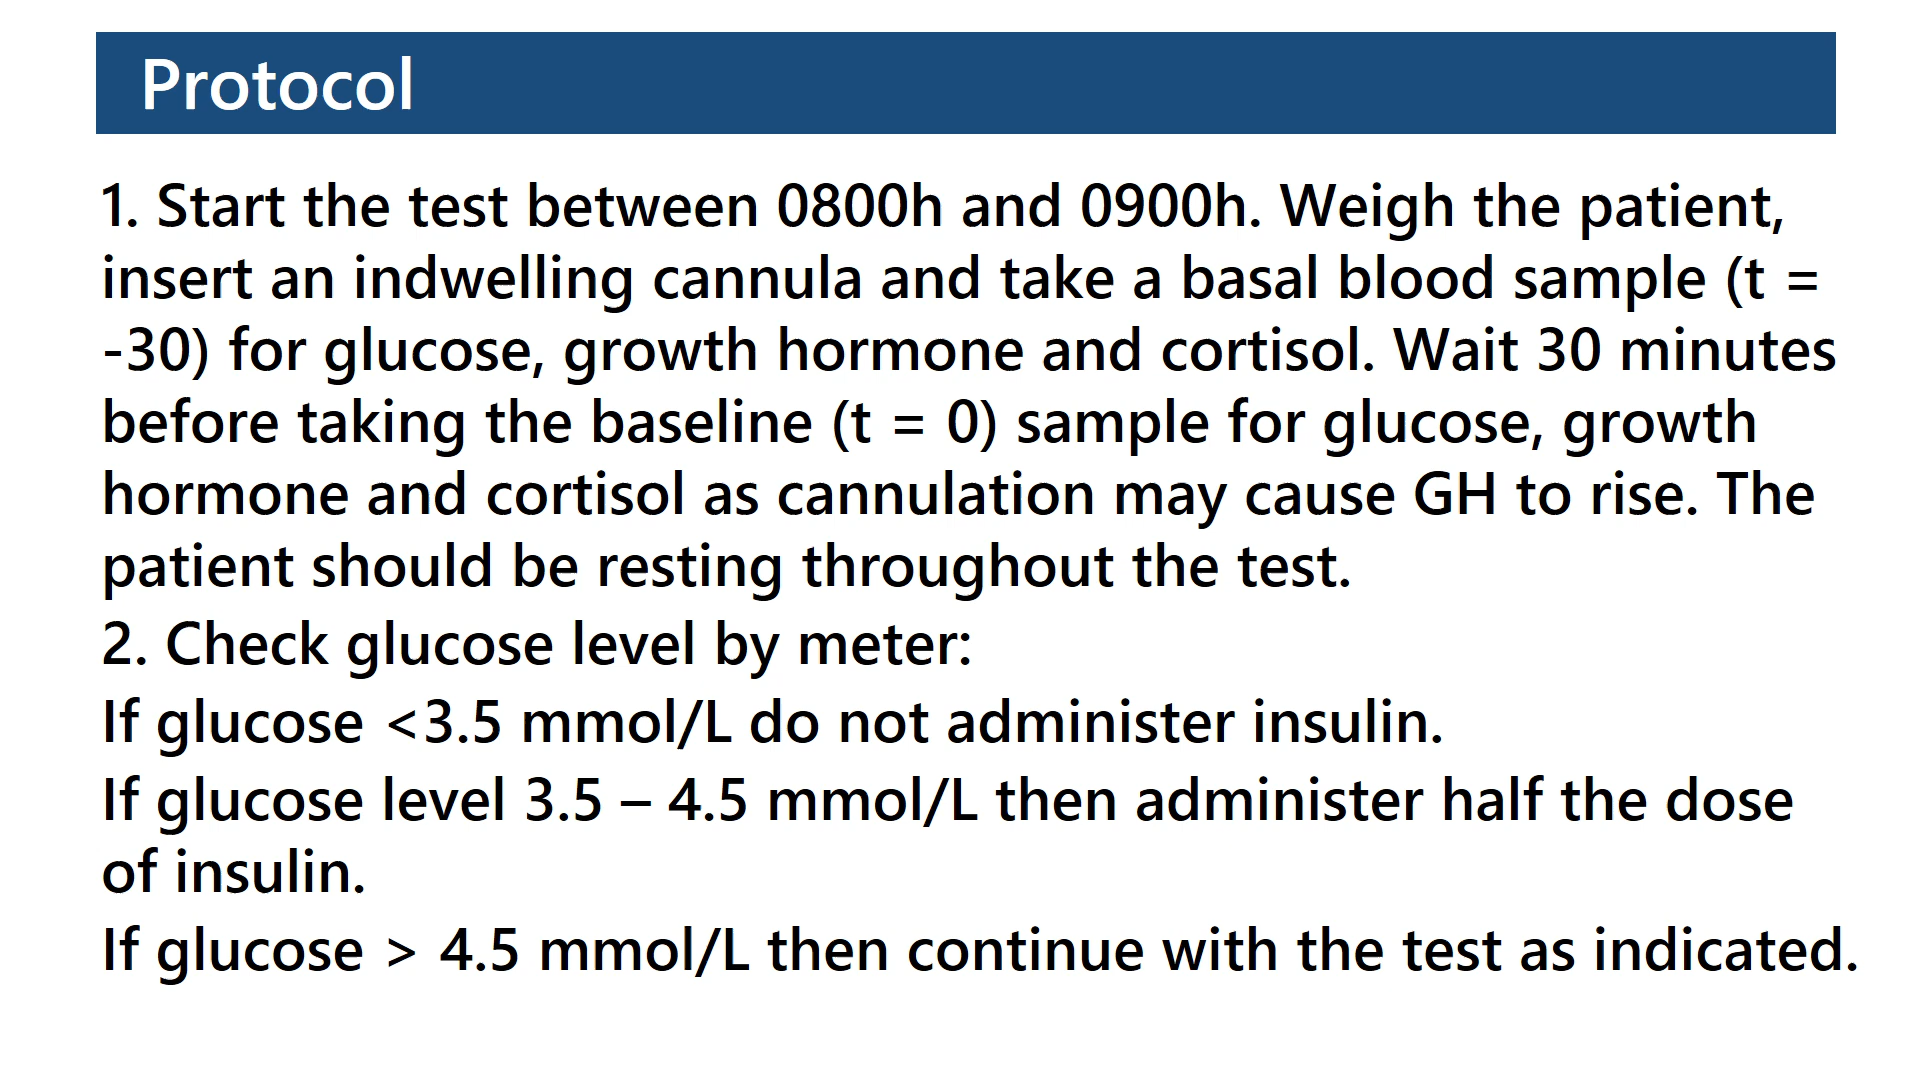 Protocol
1. Start the test between 0800h and 0900h. Weigh the patient,
insert an indwelling cannula and take a basal blood sample (t =
-30) for glucose, growth hormone and cortisol. Wait 30 minutes
before taking the baseline (t = 0) sample for glucose, growth
hormone and cortisol as cannulation may cause GH to rise. The
patient should be resting throughout the test.
2. Check glucose level by meter:
If glucose <3.5 mmol/L do not administer insulin.
If glucose level 3.5 – 4.5 mmol/L then administer half the dose
of insulin.
If glucose > 4.5 mmol/L then continue with the test as indicated.